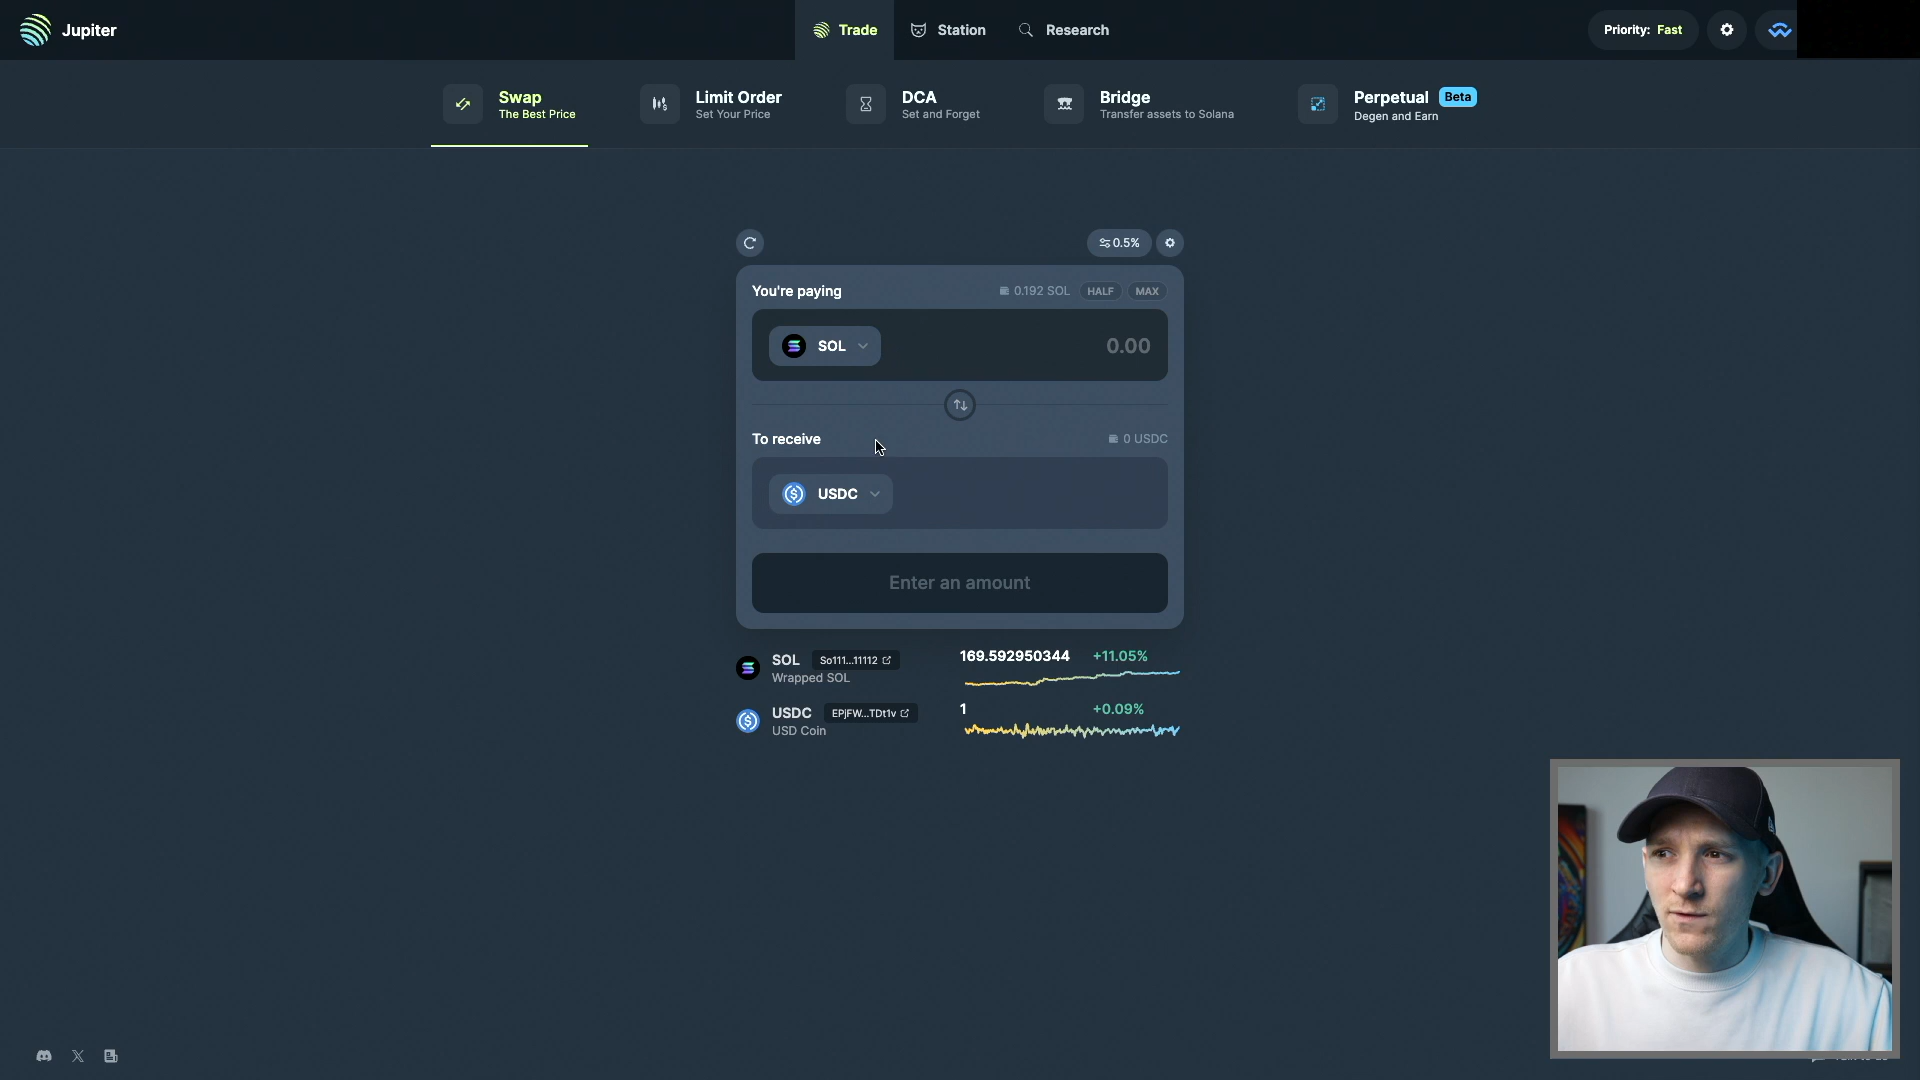 Jupiter
Trade
Station
Research
Priority: Fast
Swap
The Best Price
Limit Order
Set Your Price
DCA
Set and Forget
Bridge
Transfer assets to Solana
Perpetual Beta
Degen and Earn
0.5%
You're paying
0.192 SOL HALF MAX
SOL
0.00
To receive
0 USDC
USDC
Enter an amount
SOL So111...11112
Wrapped SOL
169.592950344 +11.05%
USDC EPjFW...TDt1v
USD Coin
1 +0.09%